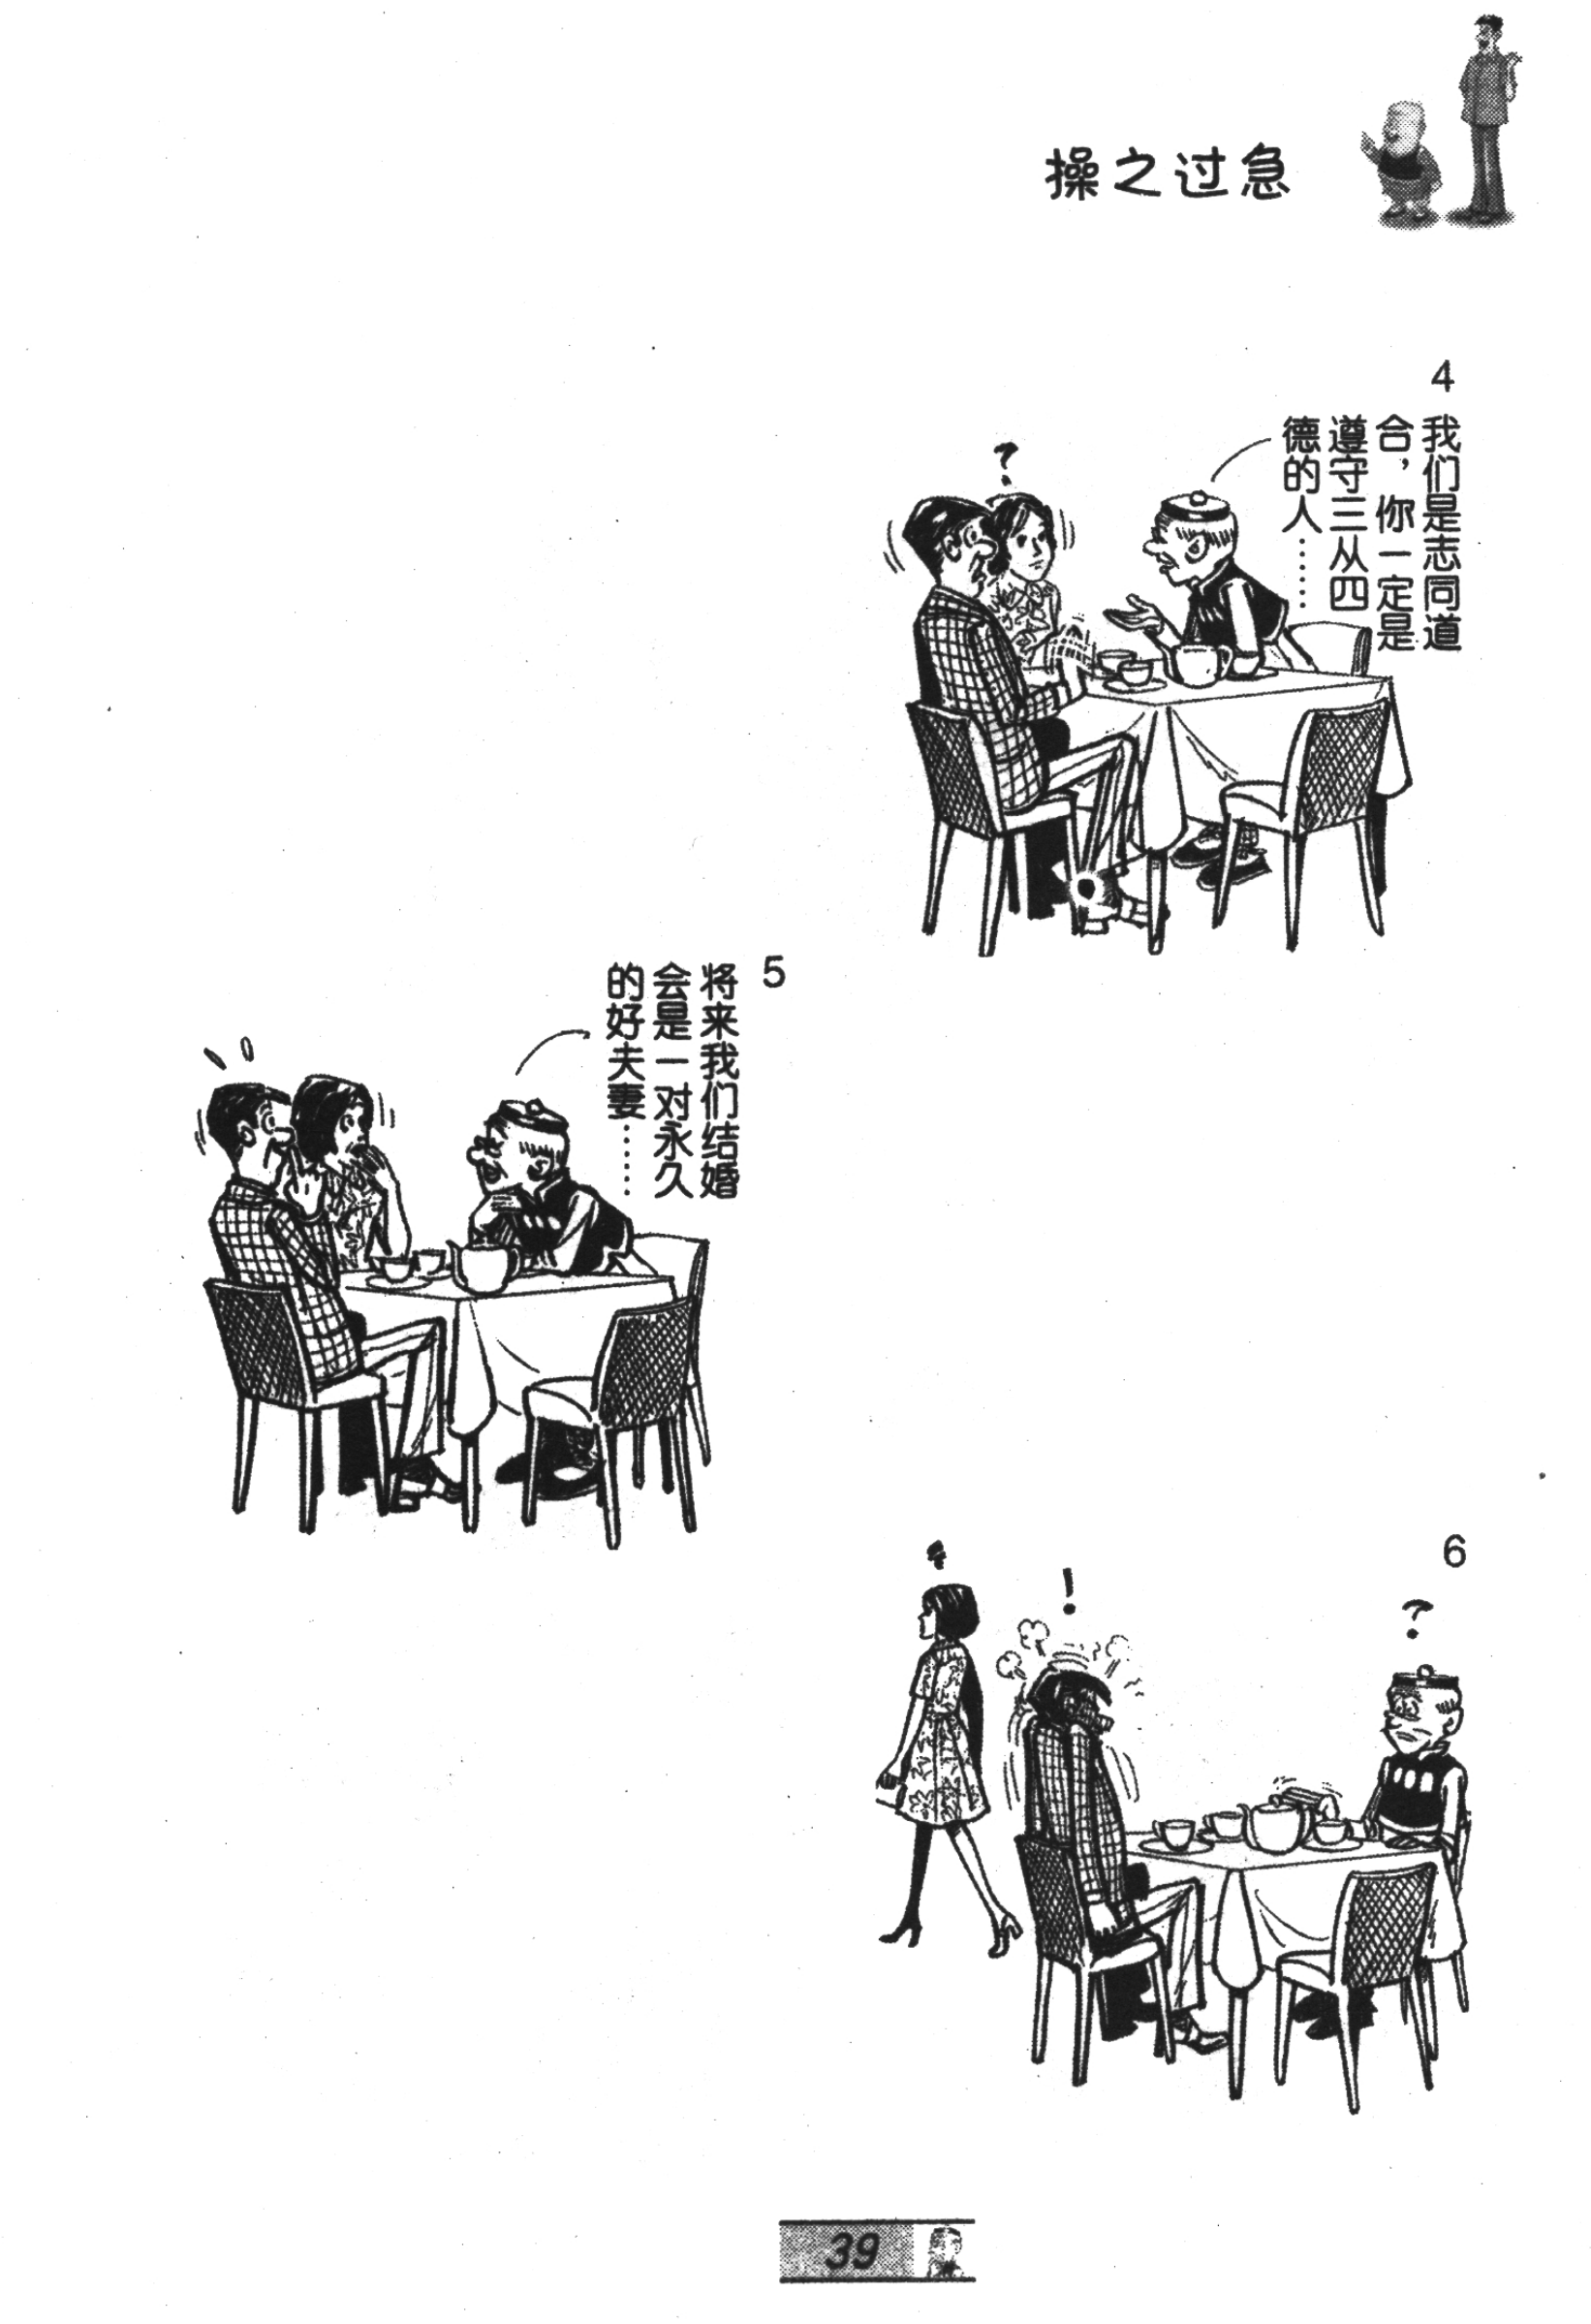 操之过急
4
我们是志同道
合，你一定是
遵守三从四
德的人……
?
5
将来我们结婚
会是一对永久
的好夫妻……
6
!
?
39